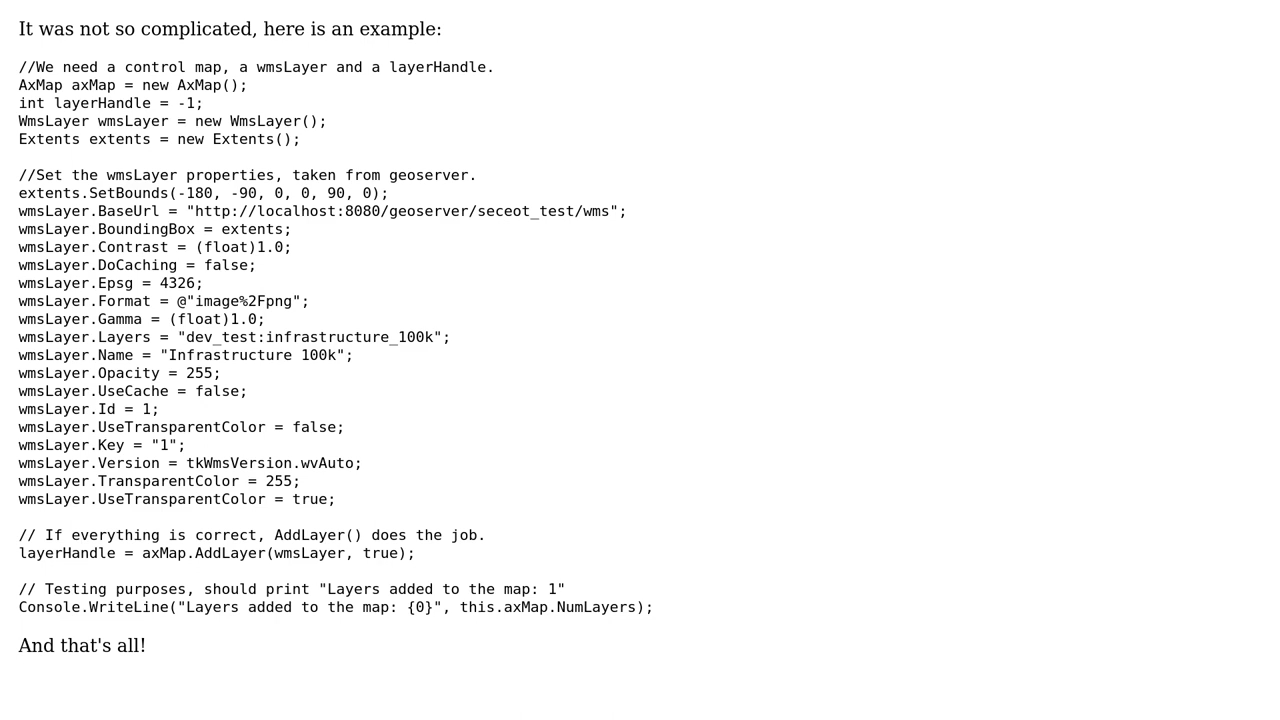 It was not so complicated, here is an example:
//We need a control map, a wmsLayer and a layerHandle.
AxMap axMap = new AxMap();
int layerHandle = -1;
WmsLayer wmsLayer = new WmsLayer();
Extents extents = new Extents();
//Set the wmsLayer properties, taken from geoserver.
extents.SetBounds(-180, -90, 0, 0, 90, 0);
wmsLayer.BaseUrl = "http://localhost:8080/geoserver/seceot_test/wms";
wmsLayer.BoundingBox = extents;
wmsLayer.Contrast = (float)1.0;
wmsLayer.DoCaching = false;
wmsLayer.Epsg = 4326;
wmsLayer.Format = @"image%2Fpng";
wmsLayer.Gamma = (float)1.0;
wmsLayer.Layers = "dev_test:infrastructure_100k";
wmsLayer.Name = "Infrastructure 100k";
wmsLayer.Opacity = 255;
wmsLayer.UseCache = false;
wmsLayer.Id = 1;
wmsLayer.UseTransparentColor = false;
wmsLayer.Key = "1";
wmsLayer.Version = tkWmsVersion.wvAuto;
wmsLayer.TransparentColor = 255;
wmsLayer.UseTransparentColor = true;
// If everything is correct, AddLayer() does the job.
layerHandle = axMap.AddLayer(wmsLayer, true);
// Testing purposes, should print "Layers added to the map: 1"
Console.WriteLine("Layers added to the map: {0}", this.axMap.NumLayers);
And that's all!